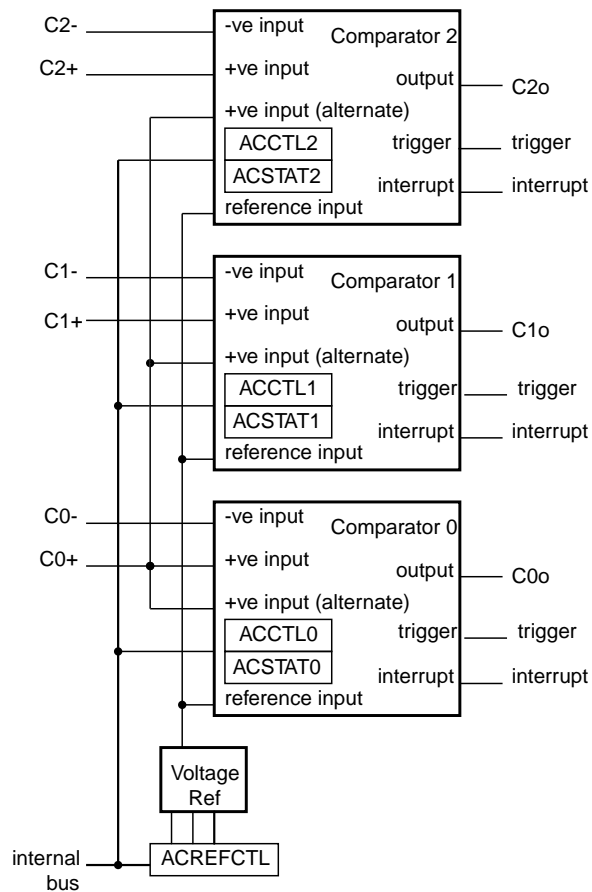 C2- -ve input Comparator 2
C2+ +ve input
output C2o
+ve input (alternate)
ACCTL2 trigger trigger
ACSTAT2 interrupt interrupt
reference input
C1- -ve input Comparator 1
C1+ +ve input
output C1o
+ve input (alternate)
ACCTL1 trigger trigger
ACSTAT1 interrupt interrupt
reference input
C0- -ve input Comparator 0
C0+ +ve input
output C0o
+ve input (alternate)
ACCTL0 trigger trigger
ACSTAT0 interrupt interrupt
reference input
Voltage
Ref
internal
bus
ACREFCTL